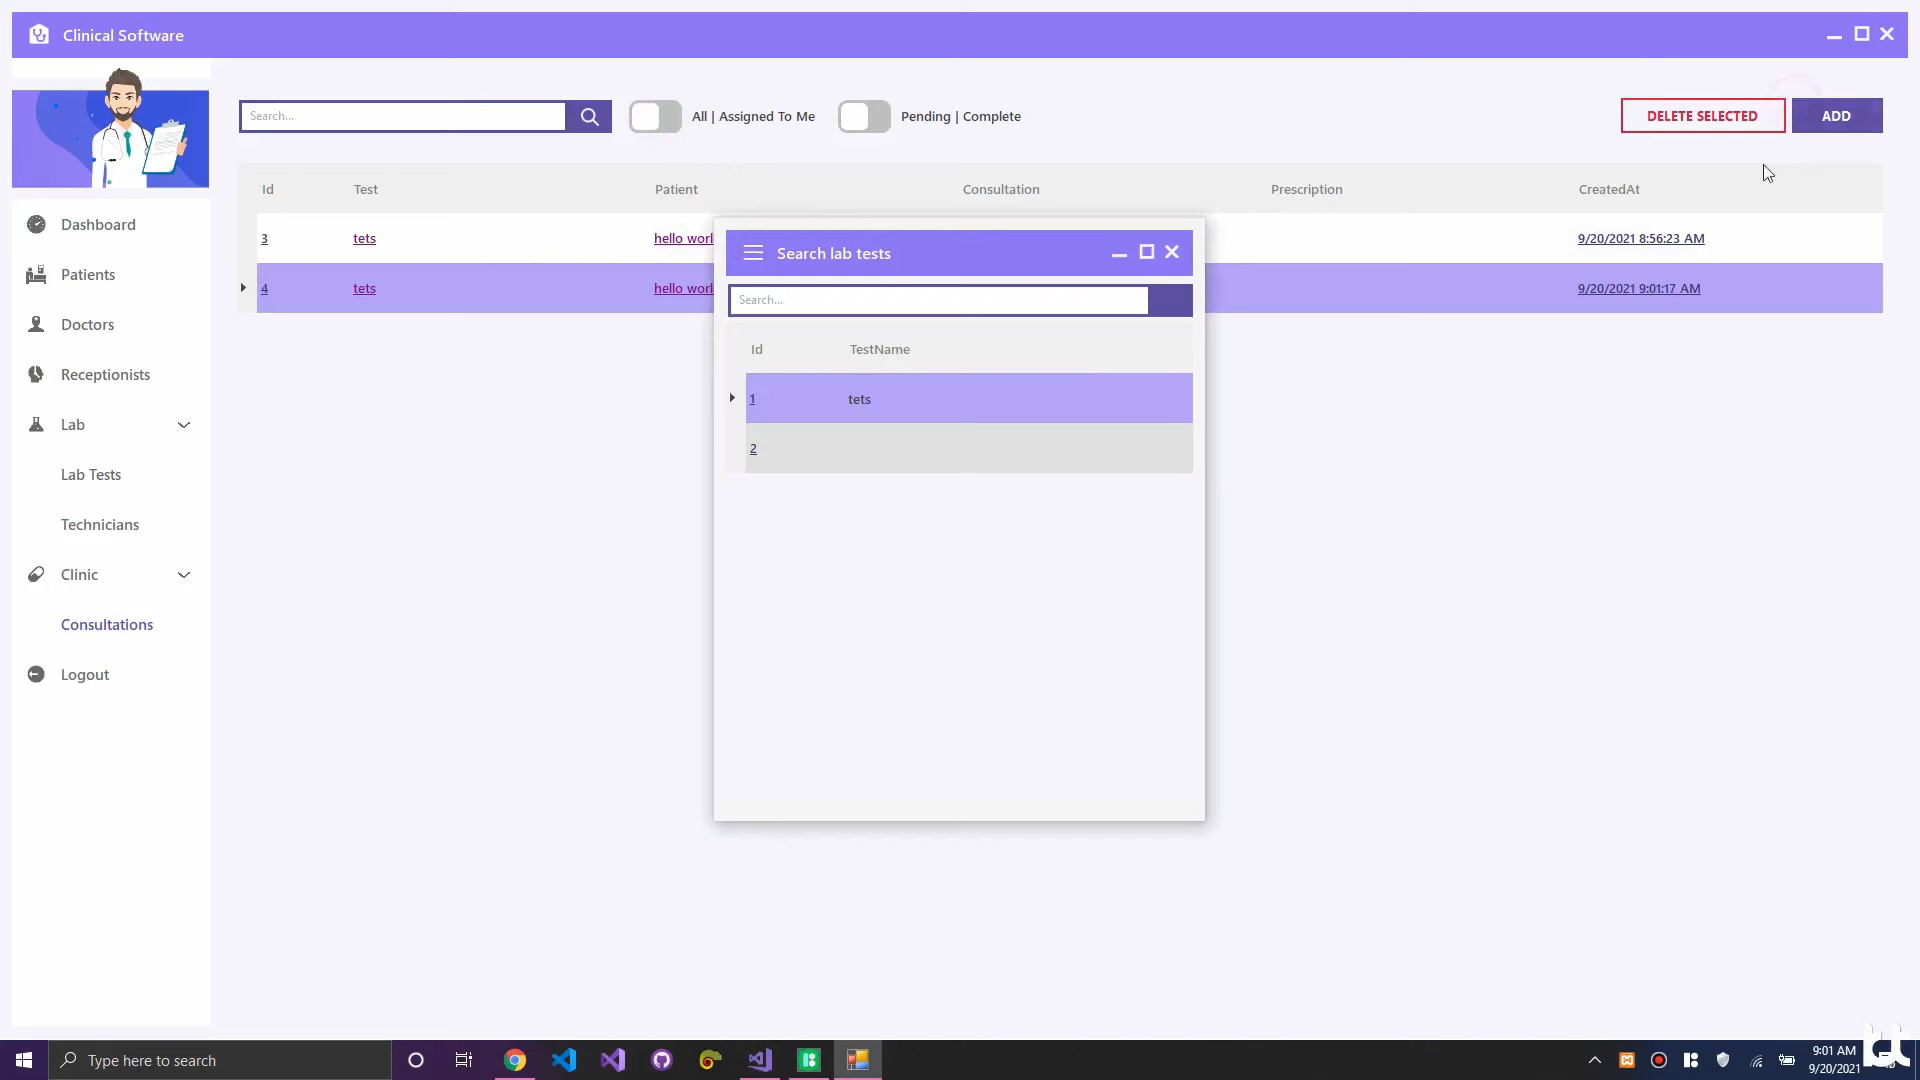 Clinical Software
Search...
All | Assigned To Me
Pending | Complete
DELETE SELECTED
ADD
Id Test Patient Consultation Prescription CreatedAt
3 tets hello worl 9/20/2021 8:56:23 AM
4 tets hello worl 9/20/2021 9:01:17 AM
Dashboard
Patients
Doctors
Receptionists
Lab
Lab Tests
Technicians
Clinic
Consultations
Logout
Search lab tests
Search...
Id TestName
1 tets
2
Type here to search
9:01 AM
9/20/2021